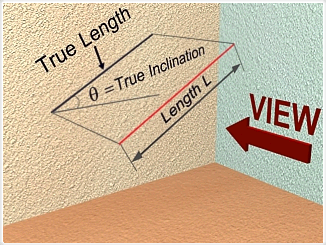 True Length
θ = True Inclination
Length L
VIEW